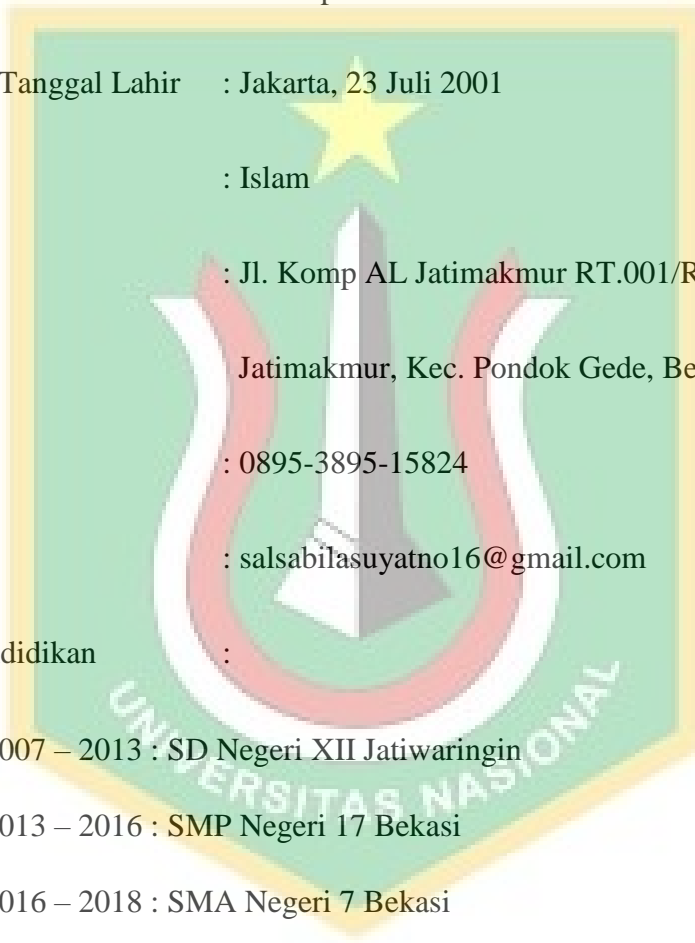 Tanggal Lahir : Jakarta, 23 Juli 2001
: Islam
: Jl. Komp AL Jatimakmur RT.001/R
Jatimakmur, Kec. Pondok Gede, Be
: 0895-3895-15824
: salsabilasuyatno16@gmail.com
didikan :
007 – 2013 : SD Negeri XII Jatiwaringin
013 – 2016 : SMP Negeri 17 Bekasi
016 – 2018 : SMA Negeri 7 Bekasi
UNIVERSITAS NASIONAL